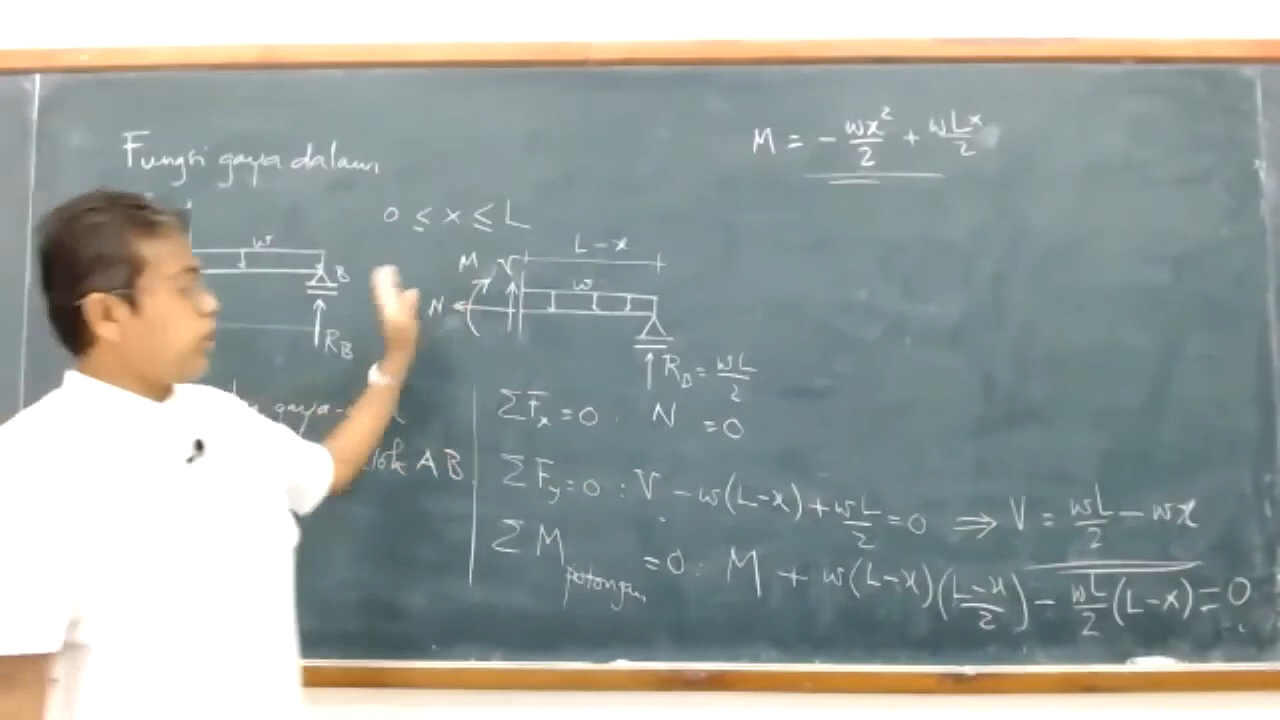 Fungsi gaya dalam
w
B
R_B
gaya-
AB
0 ≤ x ≤ L
L-x
M V
w
N
R_B = wL/2
ΣF_x = 0 : N = 0
ΣF_y = 0 : V - w(L-x) + wL/2 = 0 ⇒ V = wL/2 - wx
ΣM_potongan = 0 : M + w(L-x)((L-x)/2) - wL/2 (L-x) = 0
M = - wx²/2 + wLx/2